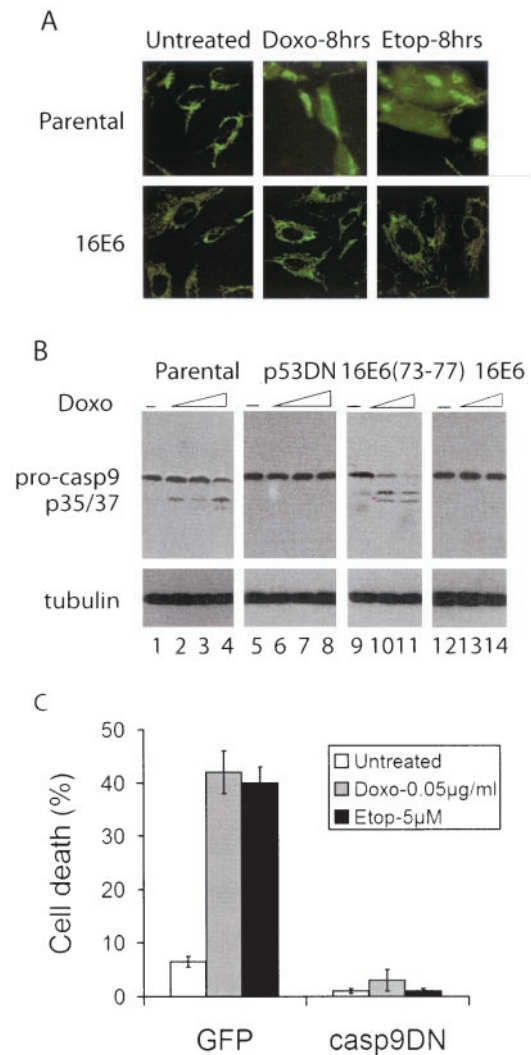 A
Untreated Doxo-8hrs Etop-8hrs
Parental
16E6
B
Parental p53DN 16E6(73-77) 16E6
Doxo
pro-casp9
p35/37
tubulin
1 2 3 4 5 6 7 8 9 10 11 12 13 14
C
50
40
30
20
10
0
Cell death (%)
Untreated
Doxo-0.05µg/ml
Etop-5µM
GFP casp9DN